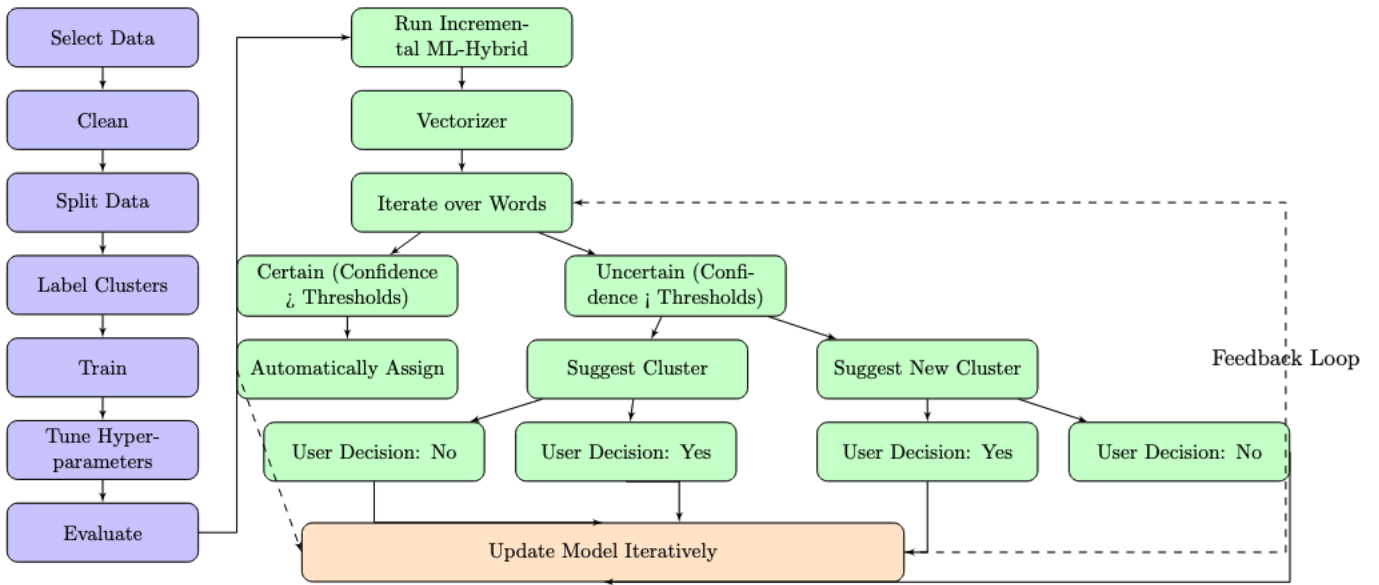 Select Data
Clean
Split Data
Label Clusters
Train
Tune Hyper-
parameters
Evaluate
Run Incremen-
tal ML-Hybrid
Vectorizer
Iterate over Words
Certain (Confidence
¿ Thresholds)
Uncertain (Confi-
dence ¡ Thresholds)
Automatically Assign
Suggest Cluster
Suggest New Cluster
Feedback Loop
User Decision: No
User Decision: Yes
User Decision: Yes
User Decision: No
Update Model Iteratively